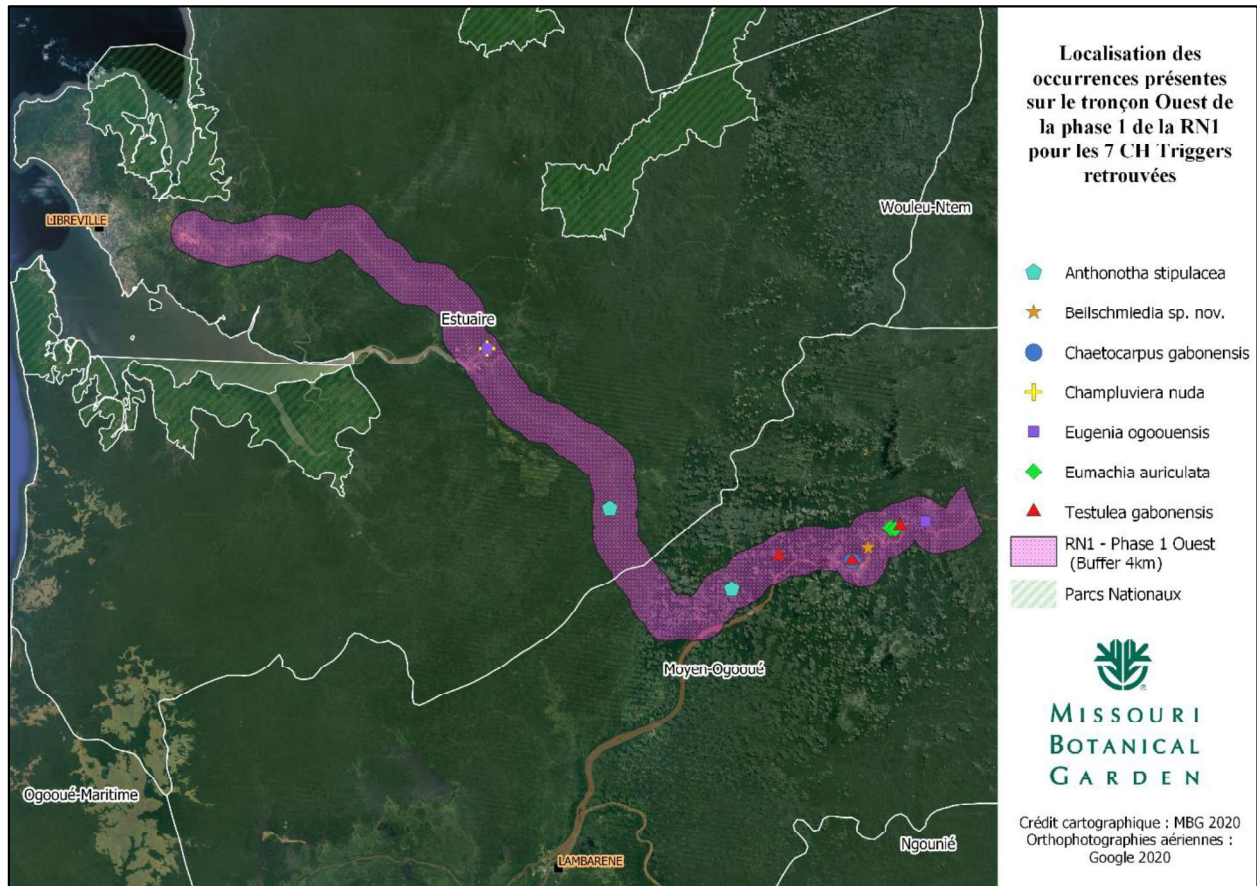 Localisation des
occurrences présentes
sur le tronçon Ouest de
la phase 1 de la RN1
pour les 7 CH Triggers
retrouvées
Anthonotha stipulacea
Beilschmiedia sp. nov.
Chaetocarpus gabonensis
Champluviera nuda
Eugenia ogoouensis
Eumachia auriculata
Testulea gabonensis
RN1 - Phase 1 Ouest
(Buffer 4km)
Parcs Nationaux
MISSOURI
BOTANICAL
GARDEN
®
Crédit cartographique : MBG 2020
Orthophotographies aériennes :
Google 2020
LIBREVILLE
Wouleu-Ntem
Estuaire
Moyen-Ogooué
Ogooué-Maritime
LAMBARENE
Ngounié